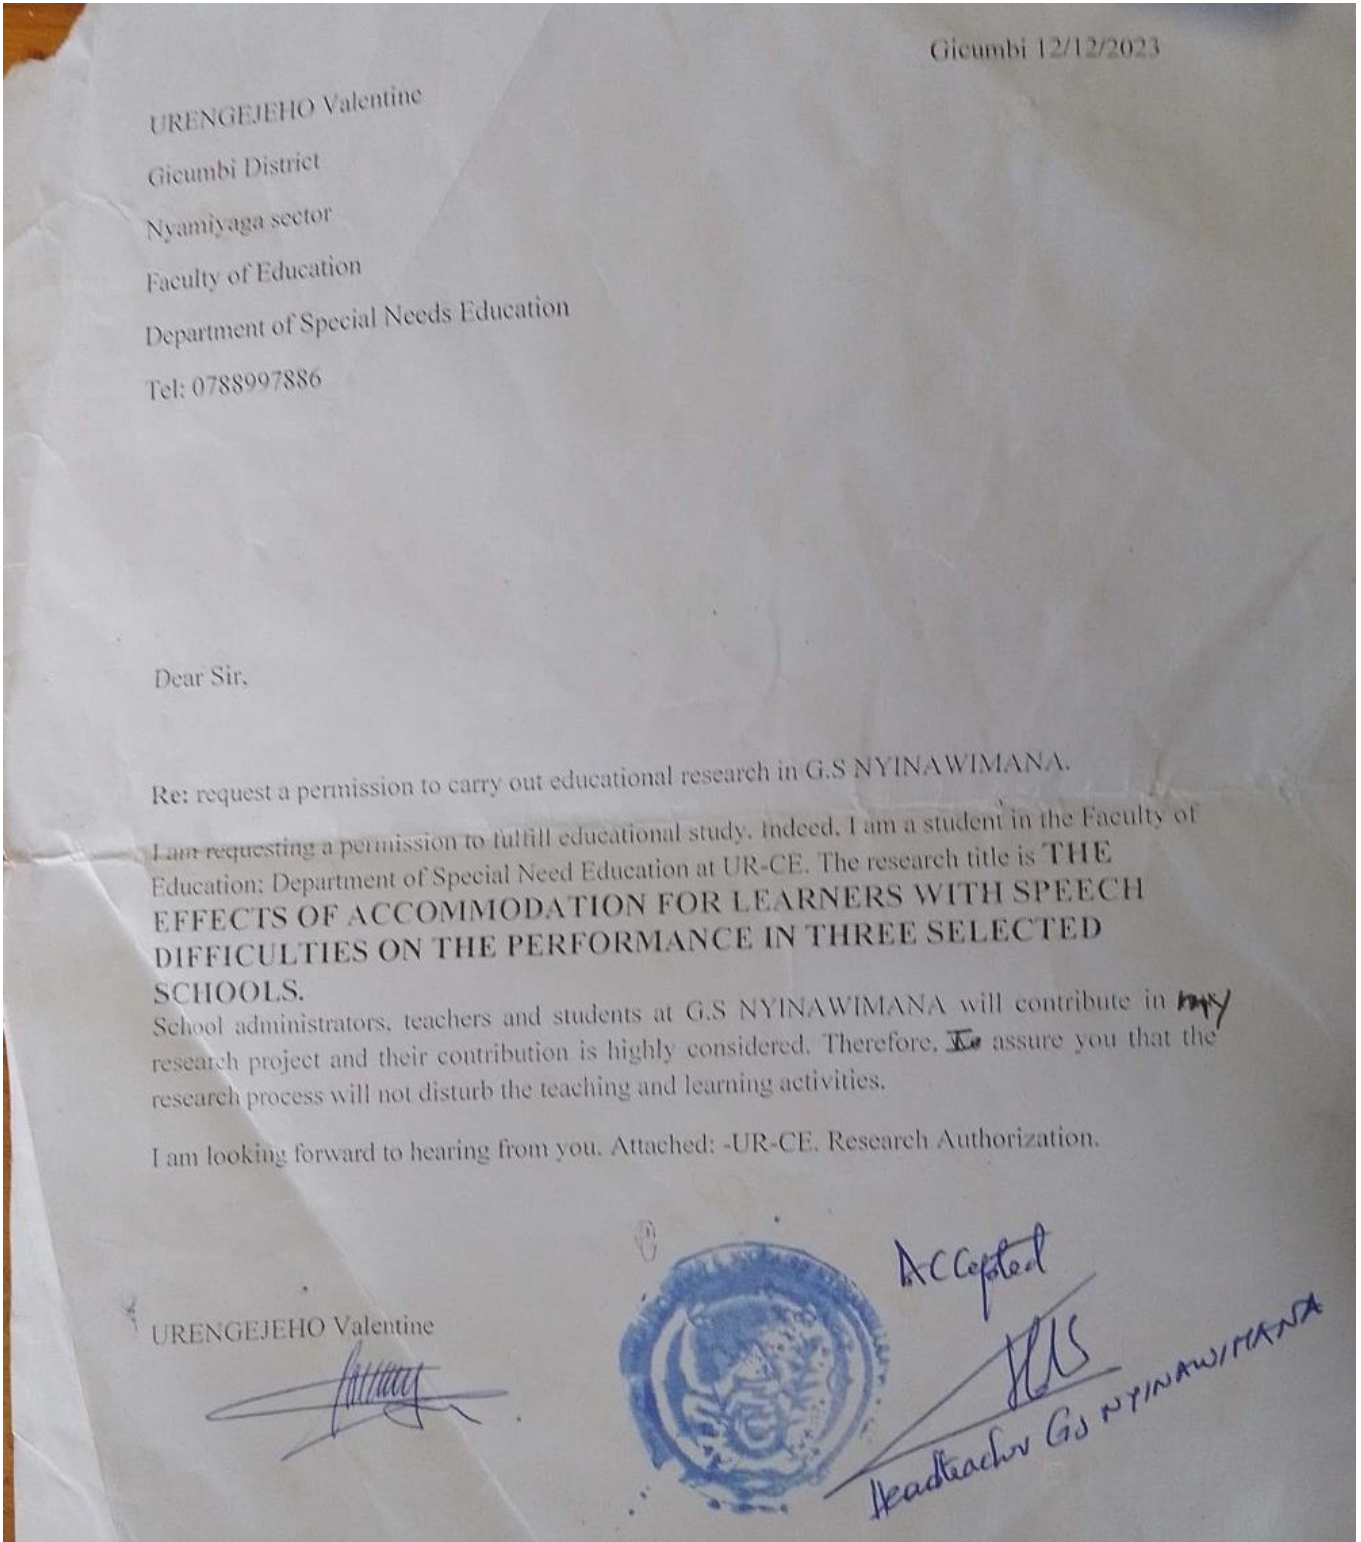 Gicumbi 12/12/2023
URENGEJEHO Valentine
Gicumbi District
Nyamiyaga sector
Faculty of Education
Department of Special Needs Education
Tel: 0788997886
Dear Sir,
Re: request a permission to carry out educational research in G.S NYINAWIMANA.
I am requesting a permission to fulfill educational study. Indeed, I am a student in the Faculty of
Education; Department of Special Need Education at UR-CE. The research title is THE
EFFECTS OF ACCOMMODATION FOR LEARNERS WITH SPEECH
DIFFICULTIES ON THE PERFORMANCE IN THREE SELECTED
SCHOOLS.
School administrators, teachers and students at G.S NYINAWIMANA will contribute in my
research project and their contribution is highly considered. Therefore, I assure you that the
research process will not disturb the teaching and learning activities.
I am looking forward to hearing from you. Attached: -UR-CE. Research Authorization.
URENGEJEHO Valentine
Accepted
Headteacher GS NYINAWIMANA